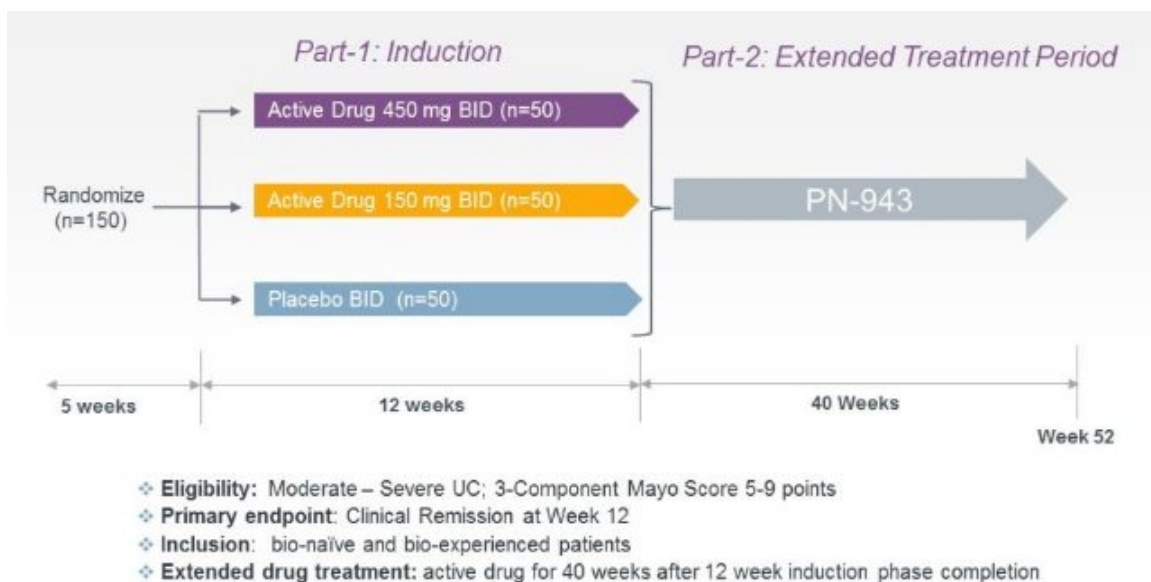 Part-1: Induction
Part-2: Extended Treatment Period
Active Drug 450 mg BID (n=50)
Randomize
(n=150)
Active Drug 150 mg BID (n=50)
PN-943
Placebo BID (n=50)
5 weeks
12 weeks
40 Weeks
Week 52
❖ Eligibility: Moderate – Severe UC; 3-Component Mayo Score 5-9 points
❖ Primary endpoint: Clinical Remission at Week 12
❖ Inclusion: bio-naïve and bio-experienced patients
❖ Extended drug treatment: active drug for 40 weeks after 12 week induction phase completion